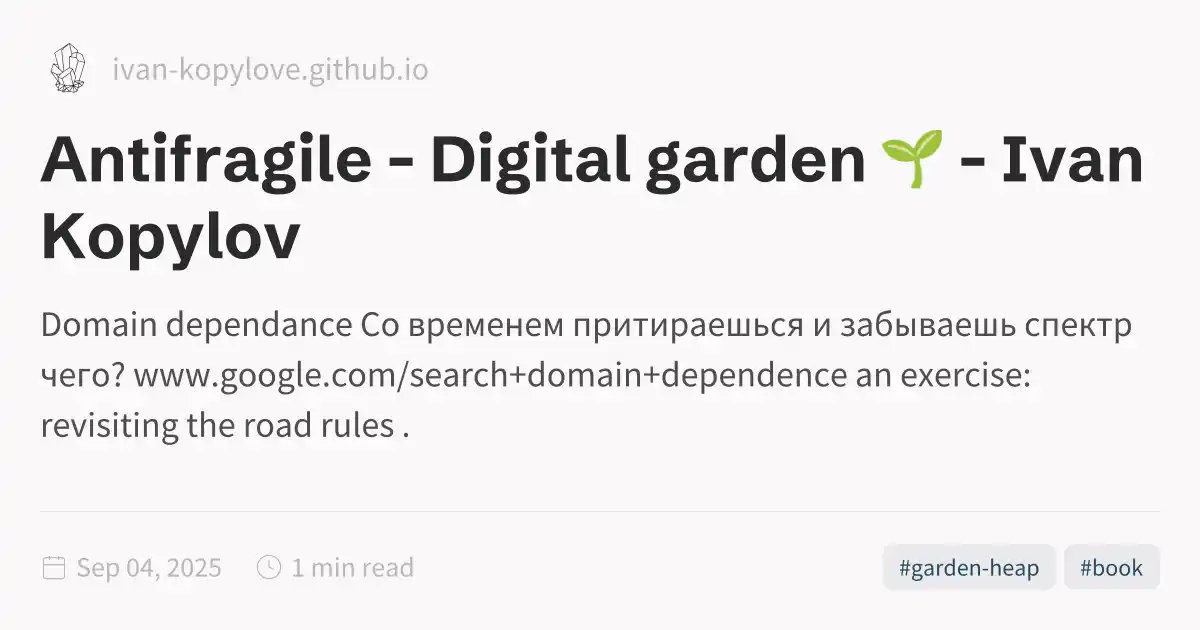 ivan-kopylove.github.io
Antifragile - Digital garden 🌱 - Ivan
Kopylov
Domain dependance Со временем притираешься и забываешь спектр
чего? www.google.com/search+domain+dependence an exercise:
revisiting the road rules .
Sep 04, 2025 1 min read #garden-heap #book